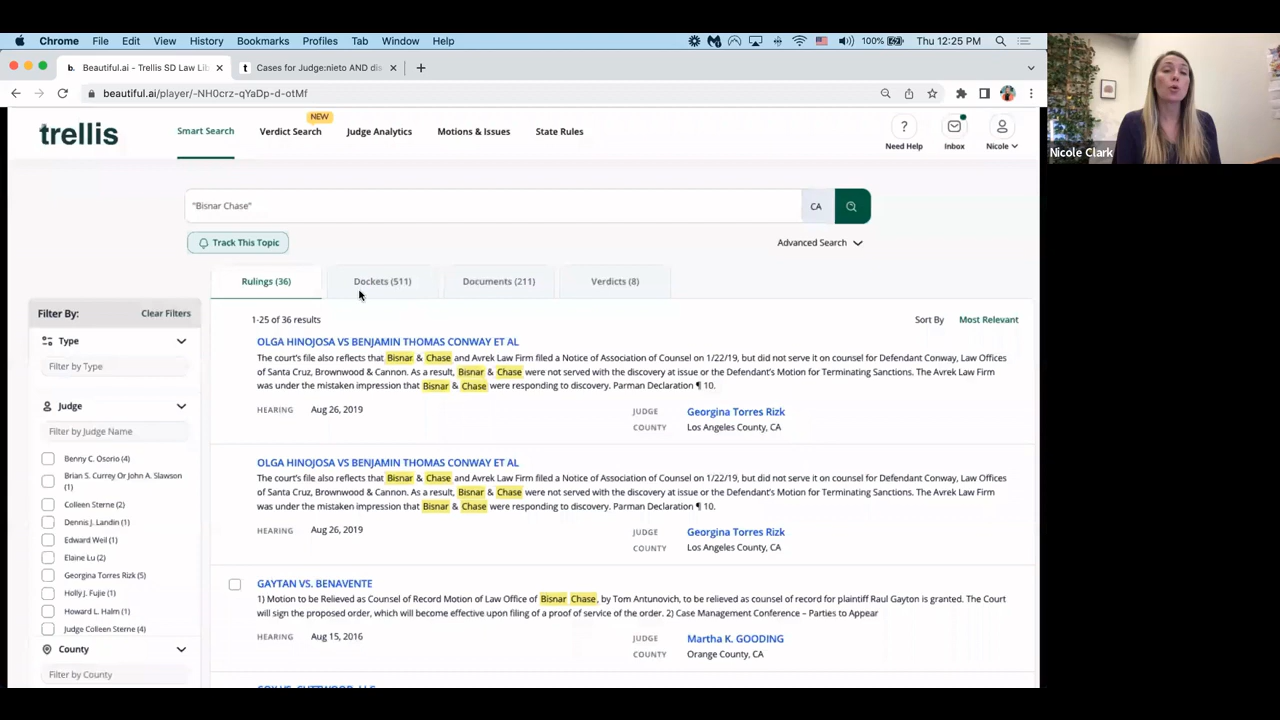 Chrome File Edit View History Bookmarks Profiles Tab Window Help 100% Thu 12:25 PM
b. Beautiful.ai - Trellis SD Law Lib × t Cases for Judge:nieto AND dis × +
beautiful.ai/player/-NH0crz-qYaDp-d-otMf
trellis
Smart Search
NEW
Verdict Search
Judge Analytics
Motions & Issues
State Rules
?
Need Help
Inbox
Nicole
"Bisnar Chase"
CA
Track This Topic
Advanced Search
Rulings (36)
Dockets (511)
Documents (211)
Verdicts (8)
Filter By:
Clear Filters
Type
Filter by Type
Judge
Filter by Judge Name
Benny C. Osorio (4)
Brian S. Currey Or John A. Slawson
(1)
Colleen Sterne (2)
Dennis J. Landin (1)
Edward Weil (1)
Elaine Lu (2)
Georgina Torres Rizk (5)
Holly J. Fujie (1)
Howard L. Halm (1)
Judge Colleen Sterne (4)
County
Filter by County
1-25 of 36 results
Sort By Most Relevant
OLGA HINOJOSA VS BENJAMIN THOMAS CONWAY ET AL
The court's file also reflects that Bisnar & Chase and Avrek Law Firm filed a Notice of Association of Counsel on 1/22/19, but did not serve it on counsel for Defendant Conway, Law Offices
of Santa Cruz, Brownwood & Cannon. As a result, Bisnar & Chase were not served with the discovery at issue or the Defendant's Motion for Terminating Sanctions. The Avrek Law Firm
was under the mistaken impression that Bisnar & Chase were responding to discovery. Parman Declaration ¶ 10.
HEARING Aug 26, 2019
JUDGE Georgina Torres Rizk
COUNTY Los Angeles County, CA
OLGA HINOJOSA VS BENJAMIN THOMAS CONWAY ET AL
The court's file also reflects that Bisnar & Chase and Avrek Law Firm filed a Notice of Association of Counsel on 1/22/19, but did not serve it on counsel for Defendant Conway, Law Offices
of Santa Cruz, Brownwood & Cannon. As a result, Bisnar & Chase were not served with the discovery at issue or the Defendant's Motion for Terminating Sanctions. The Avrek Law Firm
was under the mistaken impression that Bisnar & Chase were responding to discovery. Parman Declaration ¶ 10.
HEARING Aug 26, 2019
JUDGE Georgina Torres Rizk
COUNTY Los Angeles County, CA
GAYTAN VS. BENAVENTE
1) Motion to be Relieved as Counsel of Record Motion of Law Office of Bisnar Chase, by Tom Antunovich, to be relieved as counsel of record for plaintiff Raul Gayton is granted. The Court
will sign the proposed order, which will become effective upon filing of a proof of service of the order. 2) Case Management Conference – Parties to Appear
HEARING Aug 15, 2016
JUDGE Martha K. GOODING
COUNTY Orange County, CA
Nicole Clark